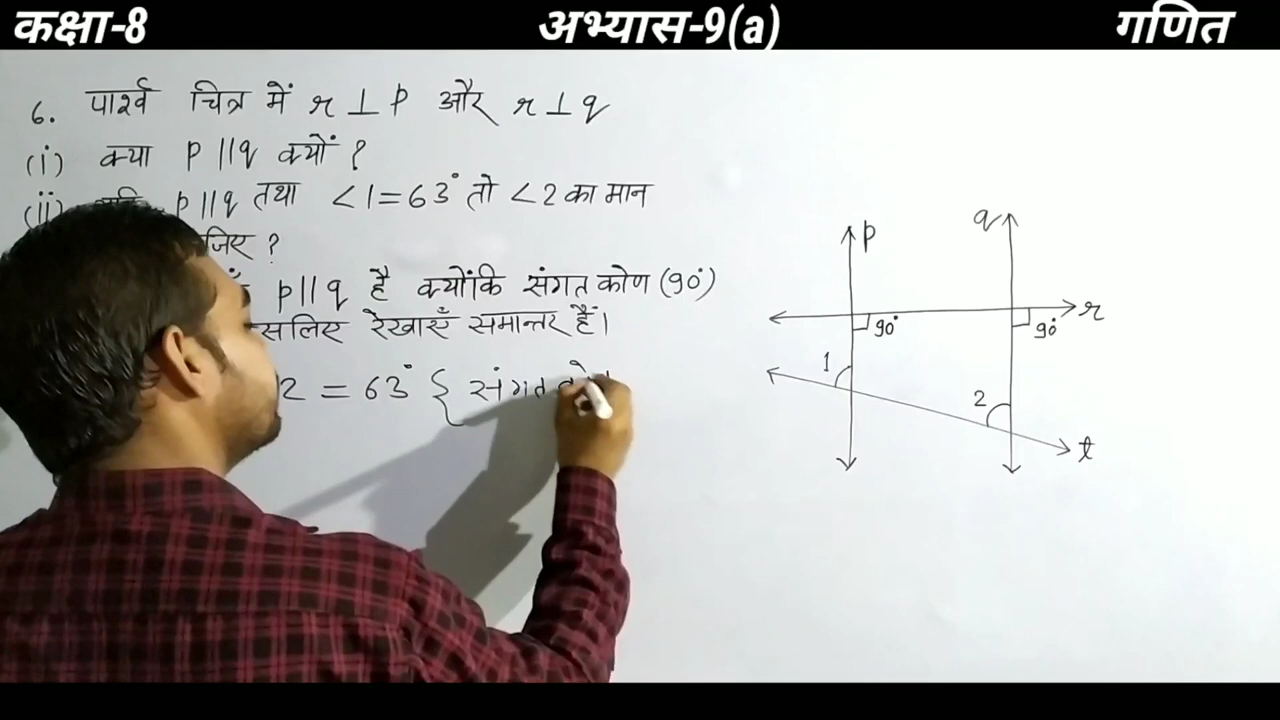 कक्षा-8
अभ्यास-9(a)
गणित
6. पार्श्व चित्र में r ⊥ p और r ⊥ q
(i) क्या p || q क्यों ?
(ii) p || q तथा <1 = 63° तो <2 का मान
जिए ?
p || q है क्योंकि संगत कोण (90°)
सलिए रेखाएँ समान्तर हैं।
2 = 63° { संगत
p
q
r
90°
90°
1
2
t